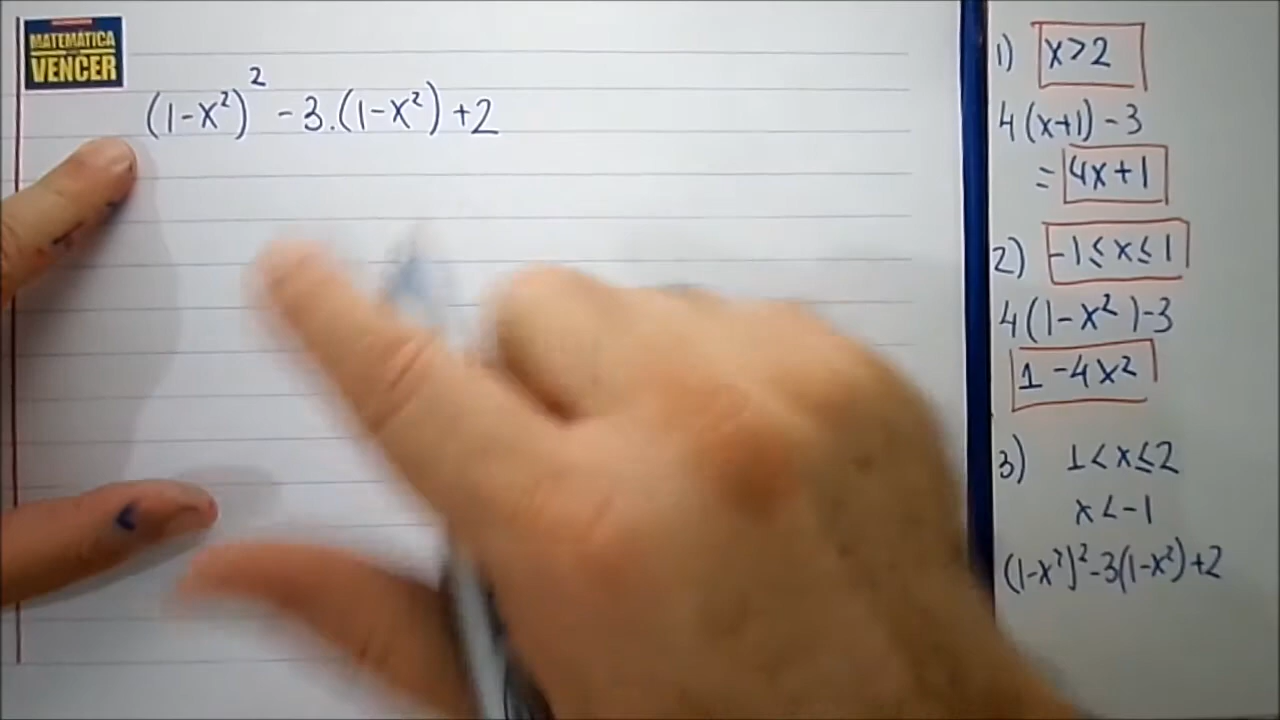 MATEMÁTICA
VENCER
(1-x²)² - 3.(1-x²) +2
1) x>2
4(x+1) - 3
= 4x+1
2) -1≤x≤1
4(1-x²)-3
1 -4x²
3) 1<x≤2
x<-1
(1-x²)²-3(1-x²)+2